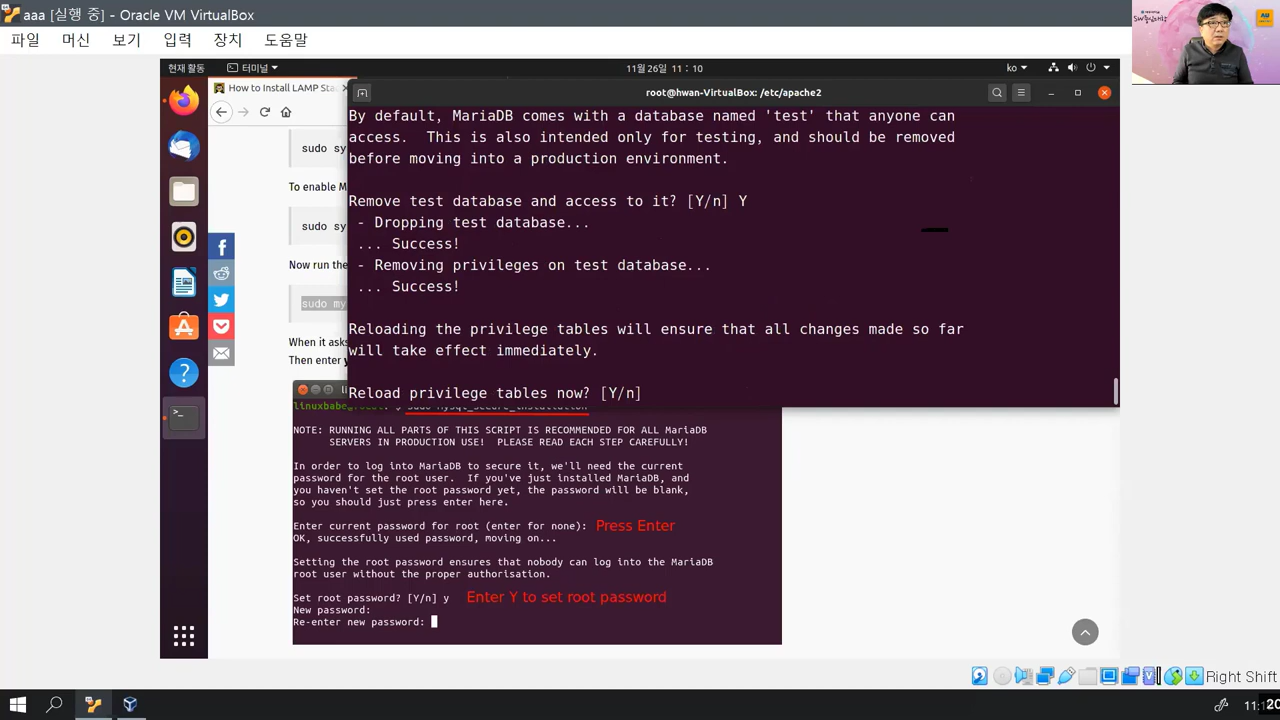 aaa [실행 중] - Oracle VM VirtualBox
파일 머신 보기 입력 장치 도움말
현재 활동 터미널 11월 26일 11 : 10 ko
How to Install LAMP Sta
root@hwan-VirtualBox: /etc/apache2
sudo sy
To enable M
sudo sy
Now run the
sudo my
When it asks
Then enter y
By default, MariaDB comes with a database named 'test' that anyone can
access. This is also intended only for testing, and should be removed
before moving into a production environment.
Remove test database and access to it? [Y/n] Y
- Dropping test database...
... Success!
- Removing privileges on test database...
... Success!
Reloading the privilege tables will ensure that all changes made so far
will take effect immediately.
Reload privilege tables now? [Y/n]
NOTE: RUNNING ALL PARTS OF THIS SCRIPT IS RECOMMENDED FOR ALL MariaDB
SERVERS IN PRODUCTION USE! PLEASE READ EACH STEP CAREFULLY!
In order to log into MariaDB to secure it, we'll need the current
password for the root user. If you've just installed MariaDB, and
you haven't set the root password yet, the password will be blank,
so you should just press enter here.
Enter current password for root (enter for none): Press Enter
OK, successfully used password, moving on...
Setting the root password ensures that nobody can log into the MariaDB
root user without the proper authorisation.
Set root password? [Y/n] y Enter Y to set root password
New password:
Re-enter new password:
Right Shift
SW중심대학
AU
20